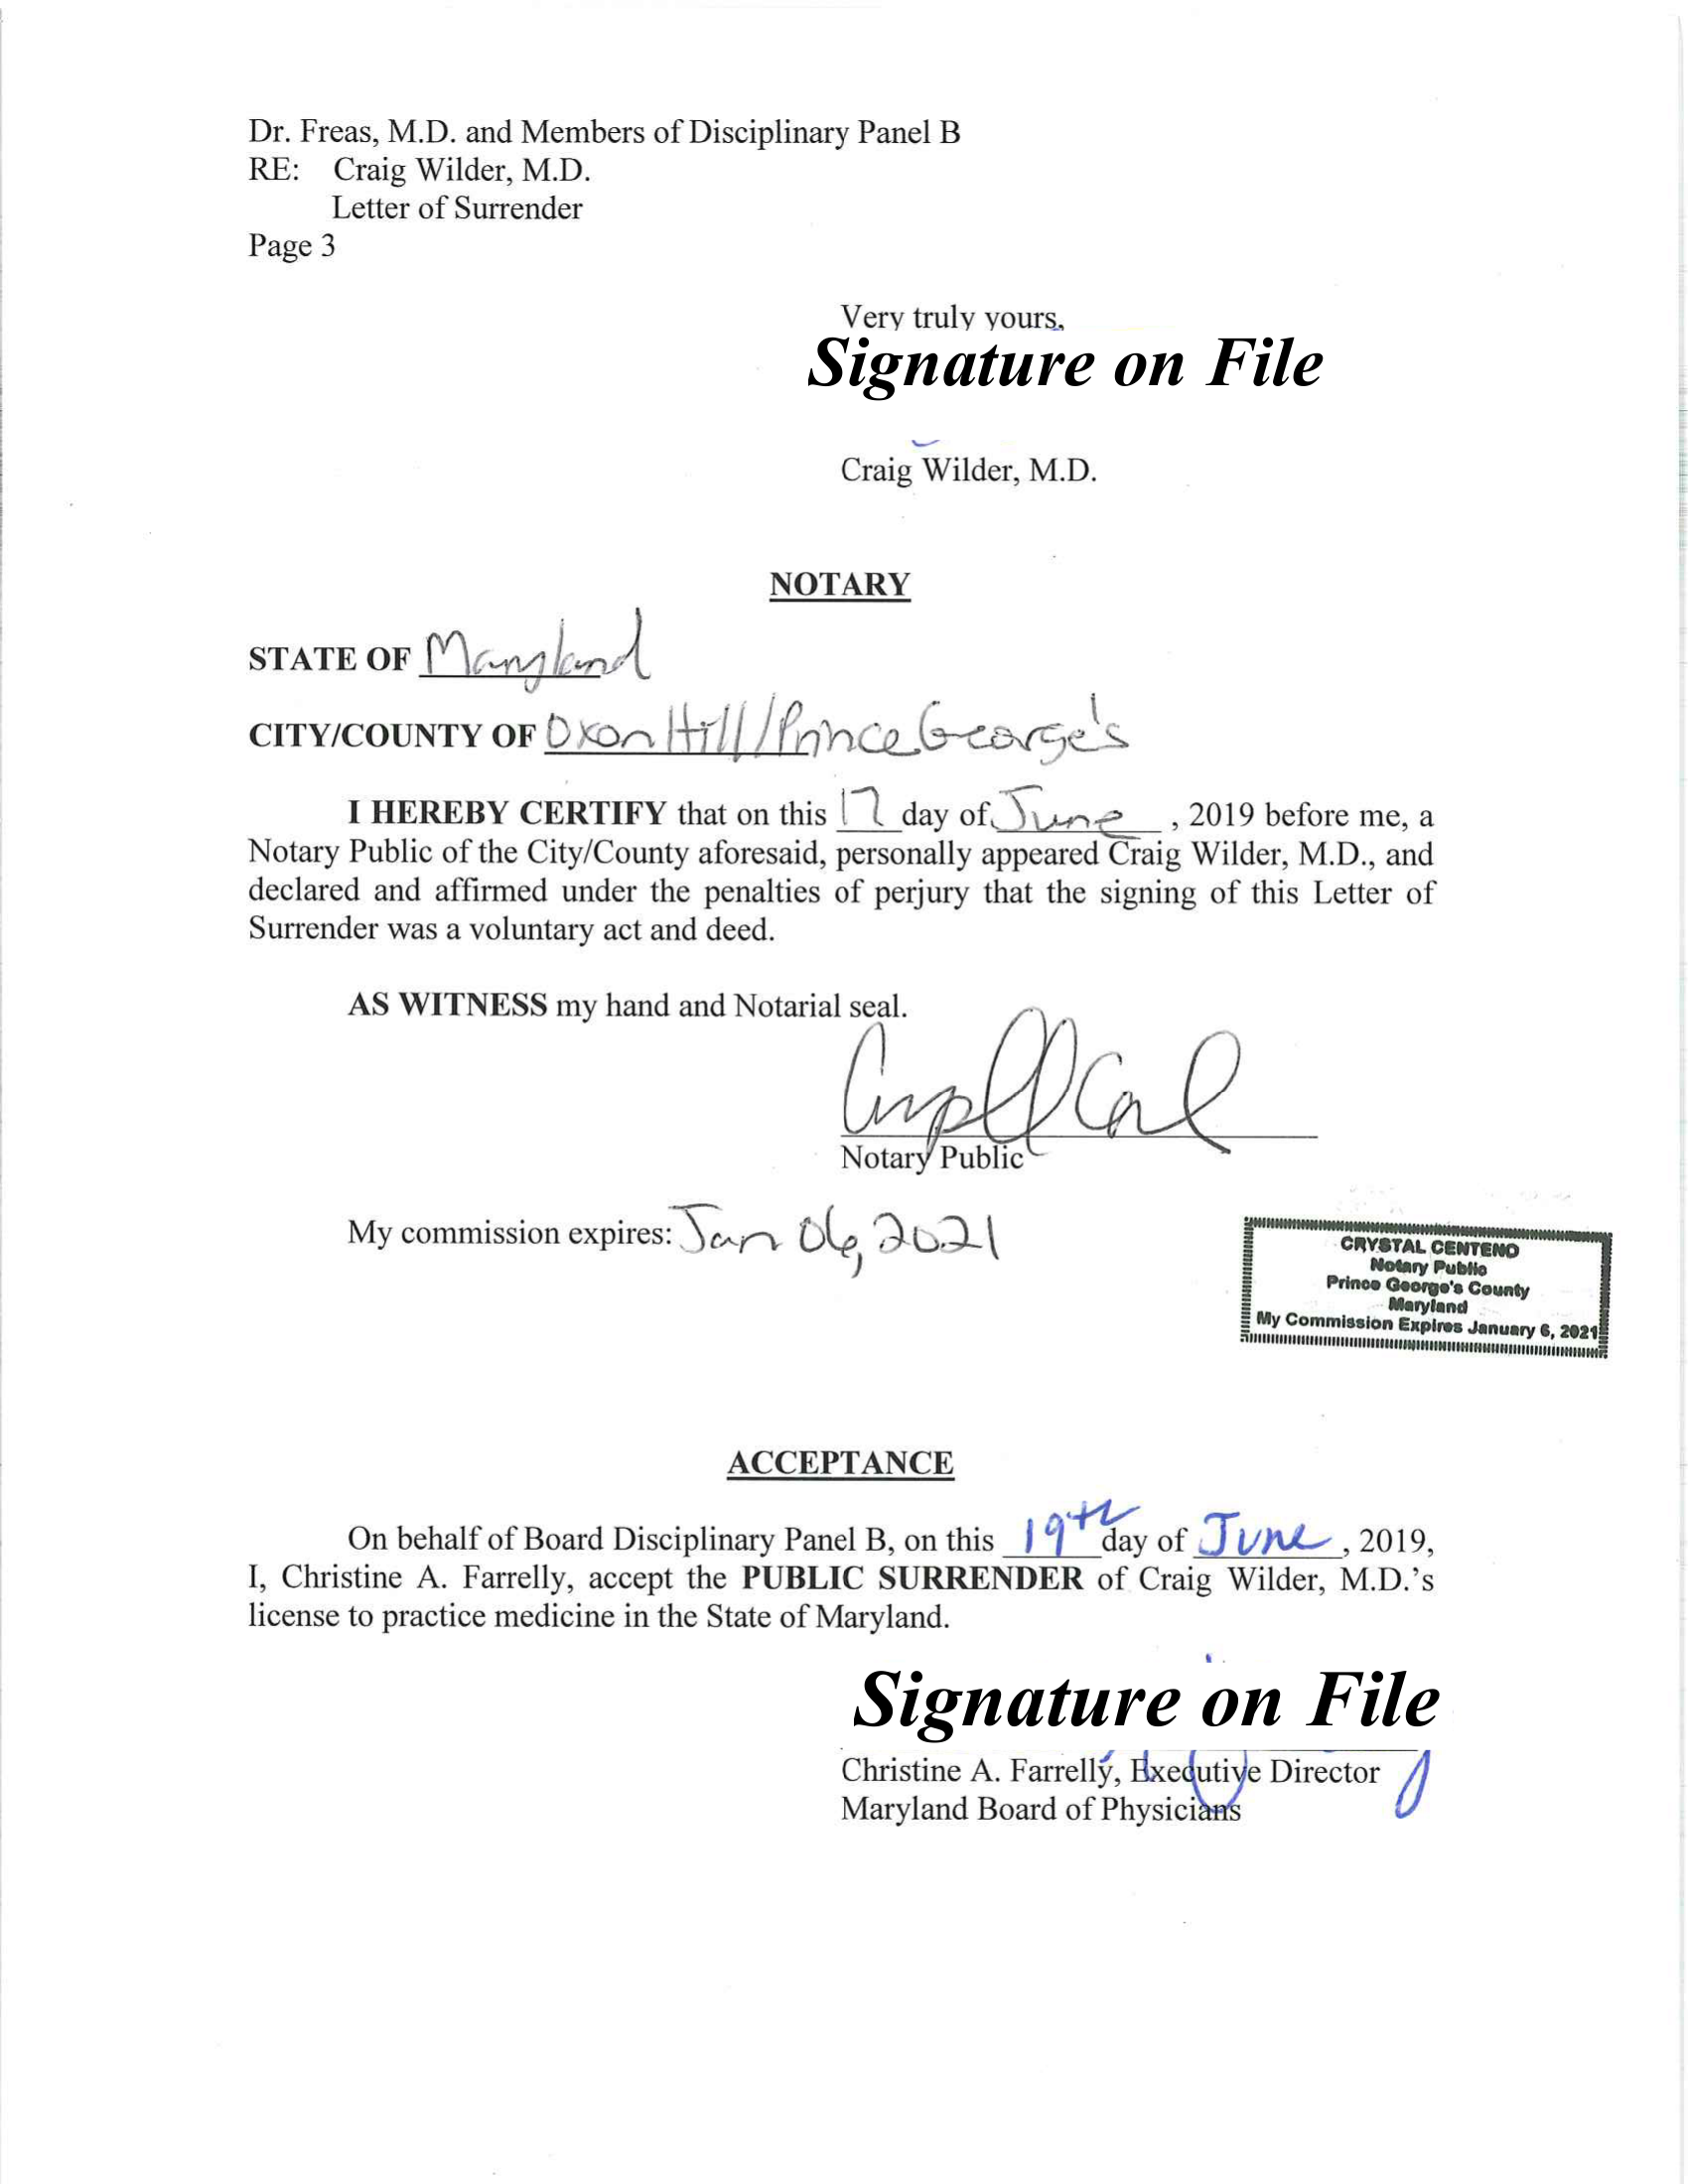 Dr. Freas, M.D. and Members of Disciplinary Panel B
RE: Craig Wilder, M.D.
Letter of Surrender
Page 3
Very truly yours,
Signature on File
Craig Wilder, M.D.
NOTARY
STATE OF Maryland
CITY/COUNTY OF Oxon Hill/Prince George's
I HEREBY CERTIFY that on this 17 day of June, 2019 before me, a
Notary Public of the City/County aforesaid, personally appeared Craig Wilder, M.D., and
declared and affirmed under the penalties of perjury that the signing of this Letter of
Surrender was a voluntary act and deed.
AS WITNESS my hand and Notarial seal.
Notary Public
My commission expires: Jan 06, 2021
CRYSTAL CENTENO
Notary Public
Prince George's County
Maryland
My Commission Expires January 6, 2021
ACCEPTANCE
On behalf of Board Disciplinary Panel B, on this 19th day of June, 2019,
I, Christine A. Farrelly, accept the PUBLIC SURRENDER of Craig Wilder, M.D.'s
license to practice medicine in the State of Maryland.
Signature on File
Christine A. Farrelly, Executive Director
Maryland Board of Physicians